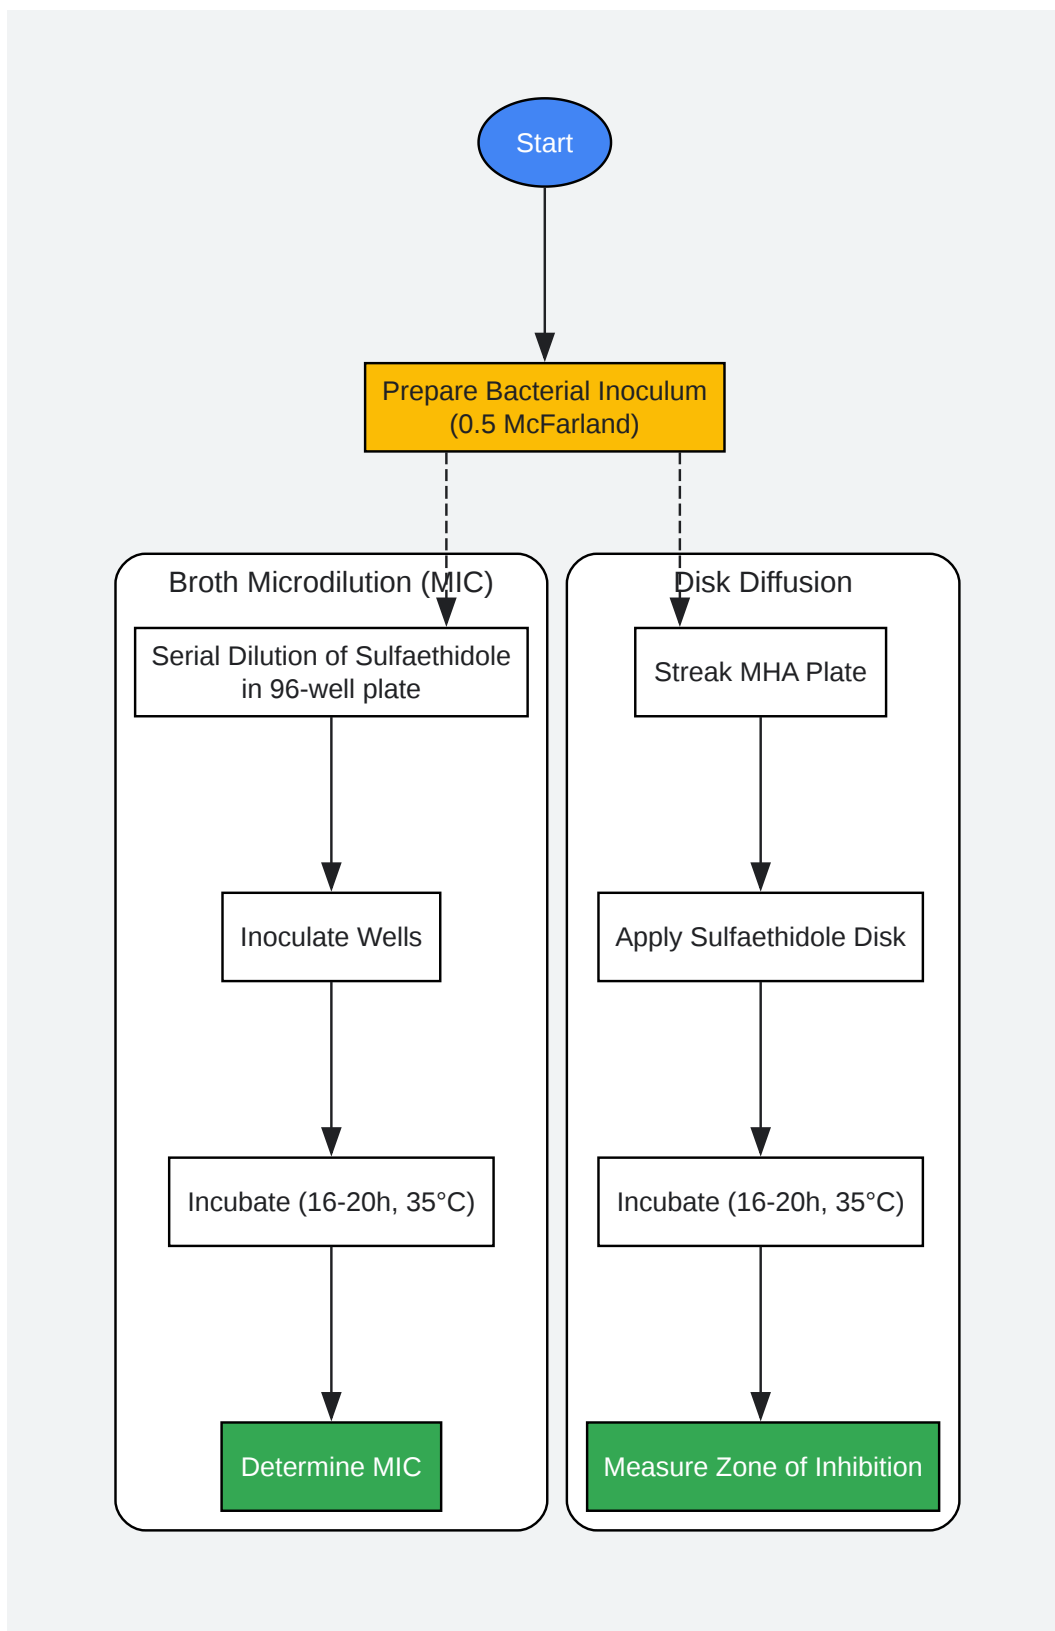 Start
Prepare Bacterial Inoculum
(0.5 McFarland)
Broth Microdilution (MIC)
Serial Dilution of Sulfaethidole
in 96-well plate
Inoculate Wells
Incubate (16-20h, 35°C)
Determine MIC
Disk Diffusion
Streak MHA Plate
Apply Sulfaethidole Disk
Incubate (16-20h, 35°C)
Measure Zone of Inhibition